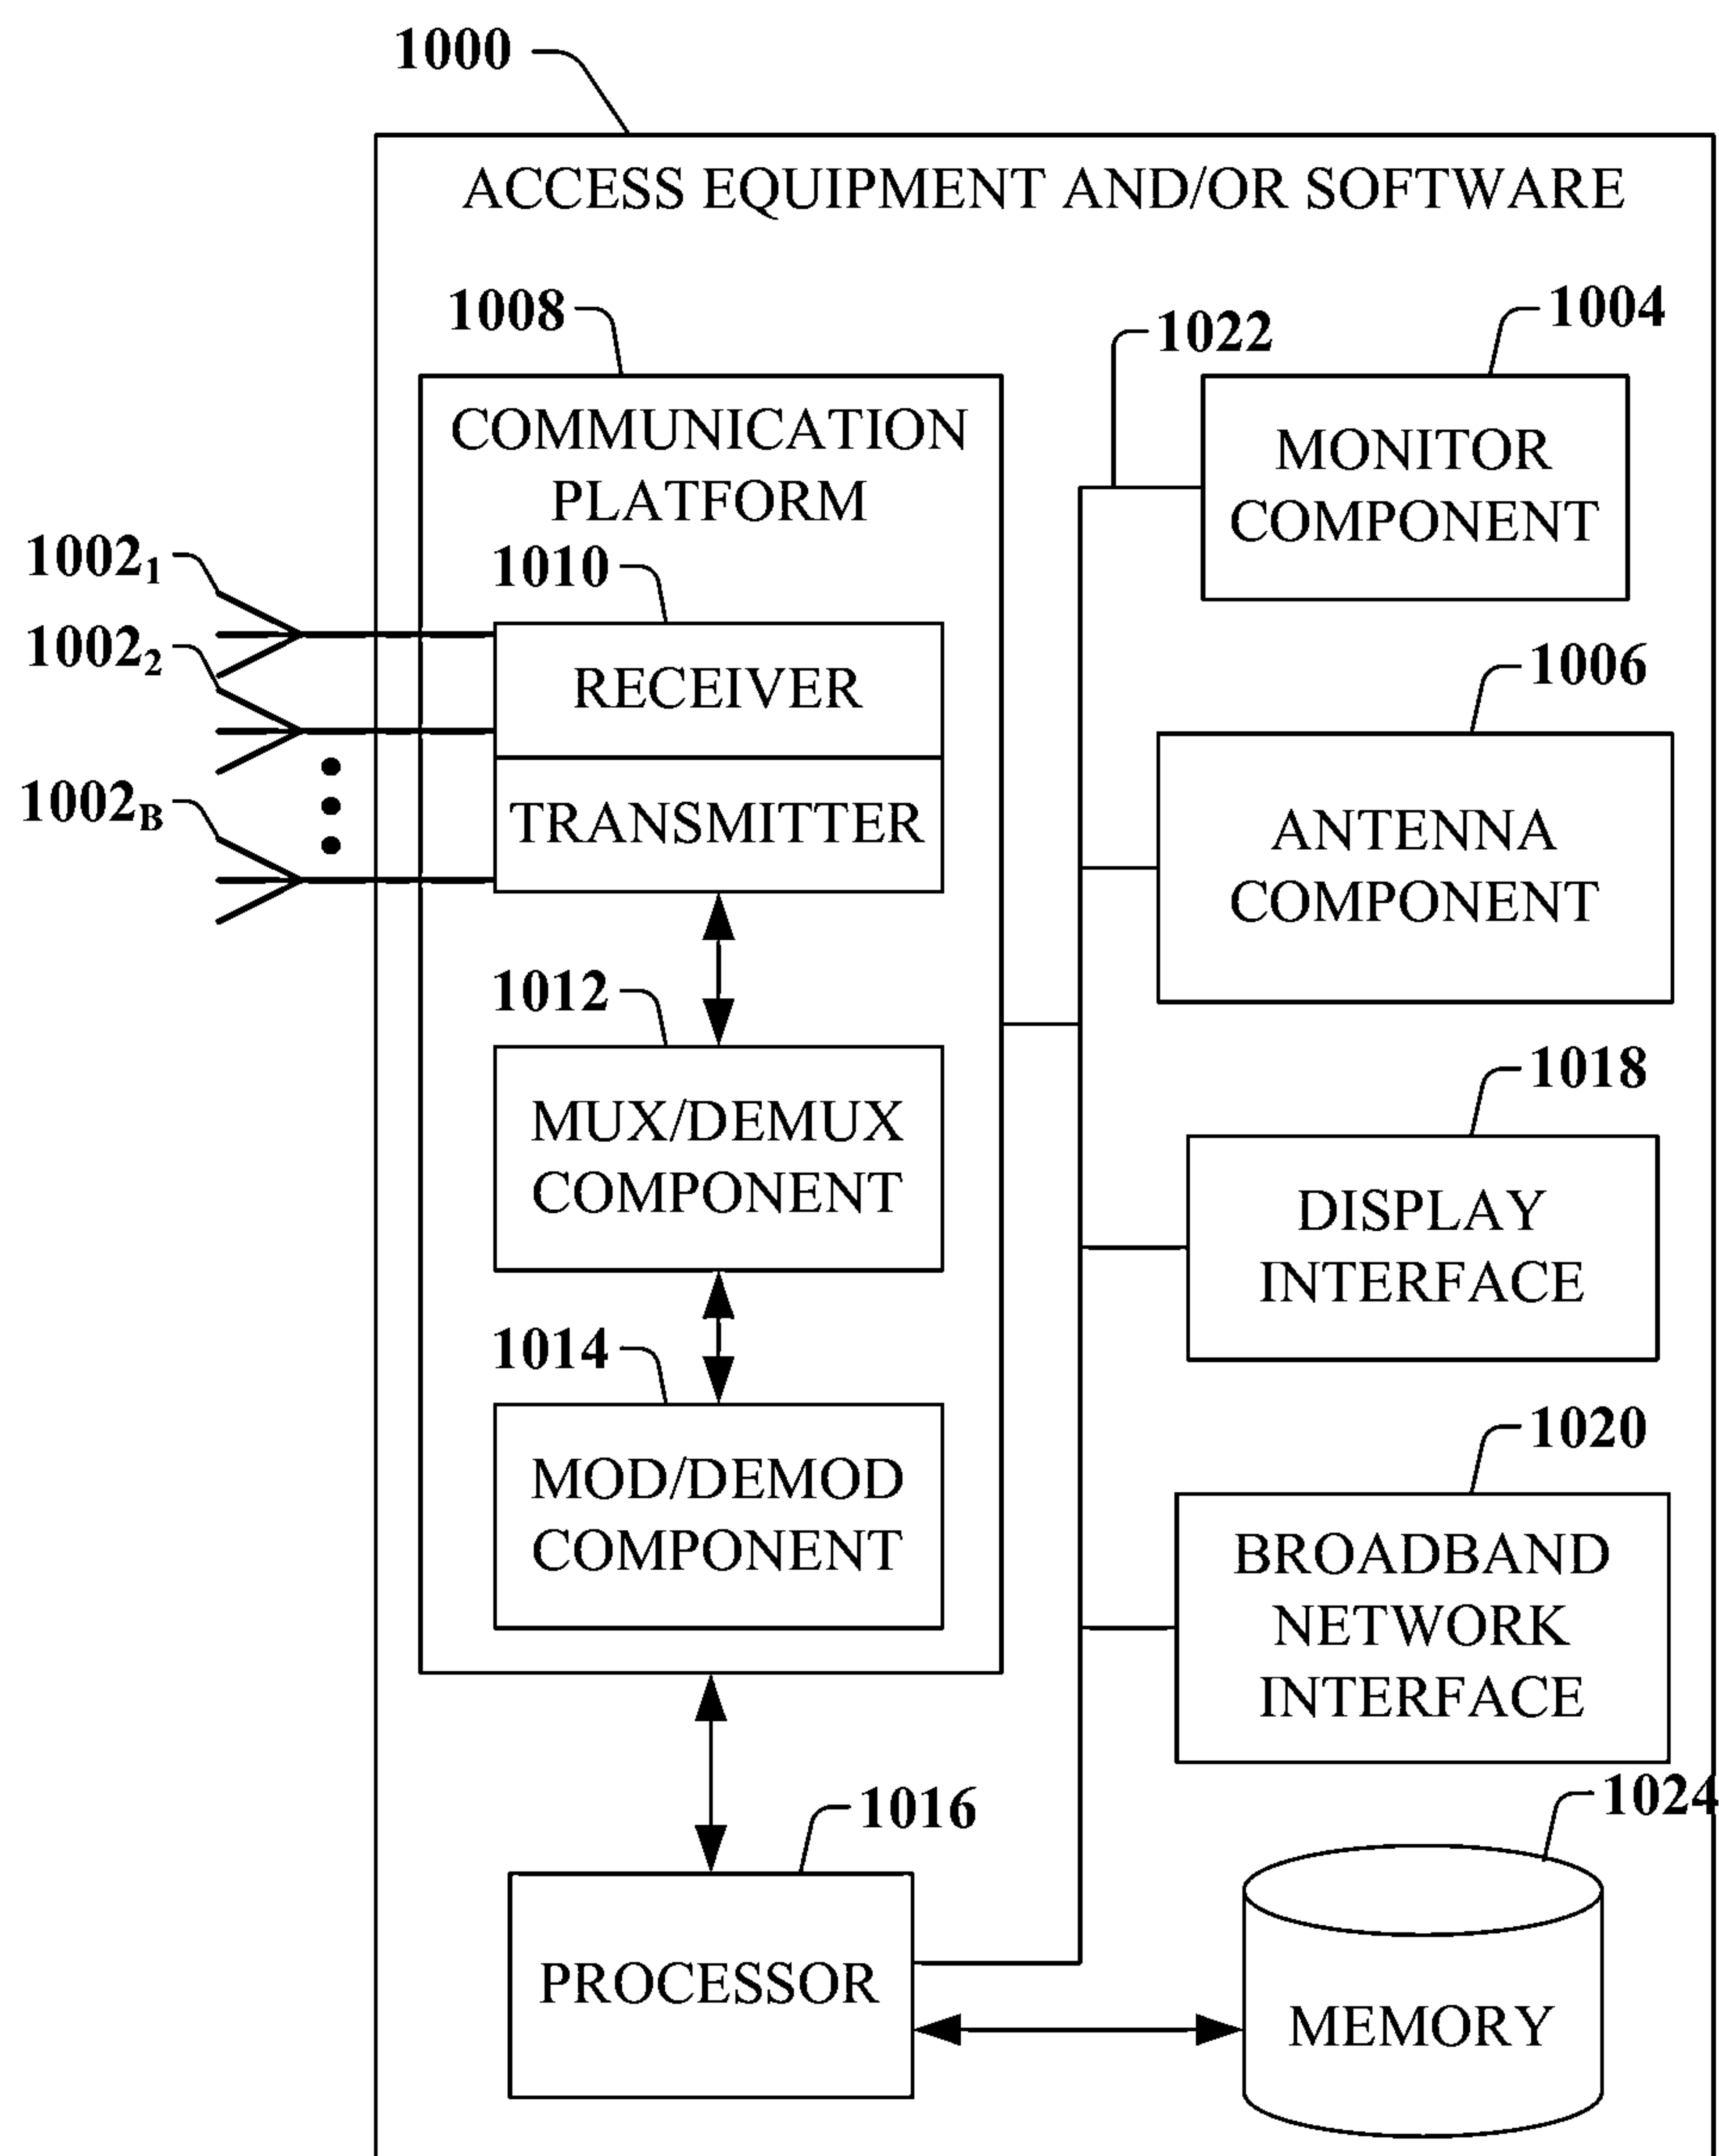 1000
ACCESS EQUIPMENT AND/OR SOFTWARE
1008
COMMUNICATION
PLATFORM
1002₁
1002₂
1002B
1010
RECEIVER
TRANSMITTER
1012
MUX/DEMUX
COMPONENT
1014
MOD/DEMOD
COMPONENT
1016
PROCESSOR
1022
1004
MONITOR
COMPONENT
1006
ANTENNA
COMPONENT
1018
DISPLAY
INTERFACE
1020
BROADBAND
NETWORK
INTERFACE
1024
MEMORY